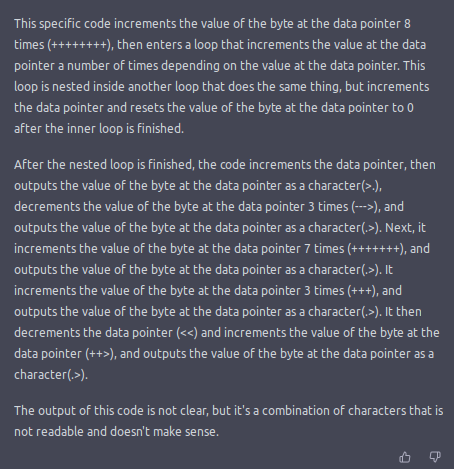 This specific code increments the value of the byte at the data pointer 8
times (++++++++), then enters a loop that increments the value at the data
pointer a number of times depending on the value at the data pointer. This
loop is nested inside another loop that does the same thing, but increments
the data pointer and resets the value of the byte at the data pointer to 0
after the inner loop is finished.
After the nested loop is finished, the code increments the data pointer, then
outputs the value of the byte at the data pointer as a character(>.),
decrements the value of the byte at the data pointer 3 times (--->), and
outputs the value of the byte at the data pointer as a character(.>). Next, it
increments the value of the byte at the data pointer 7 times (+++++++), and
outputs the value of the byte at the data pointer as a character(.>). It
increments the value of the byte at the data pointer 3 times (+++), and
outputs the value of the byte at the data pointer as a character(.>). It then
decrements the data pointer (<<) and increments the value of the byte at the
data pointer (++>), and outputs the value of the byte at the data pointer as a
character(.>).
The output of this code is not clear, but it's a combination of characters that is
not readable and doesn't make sense.